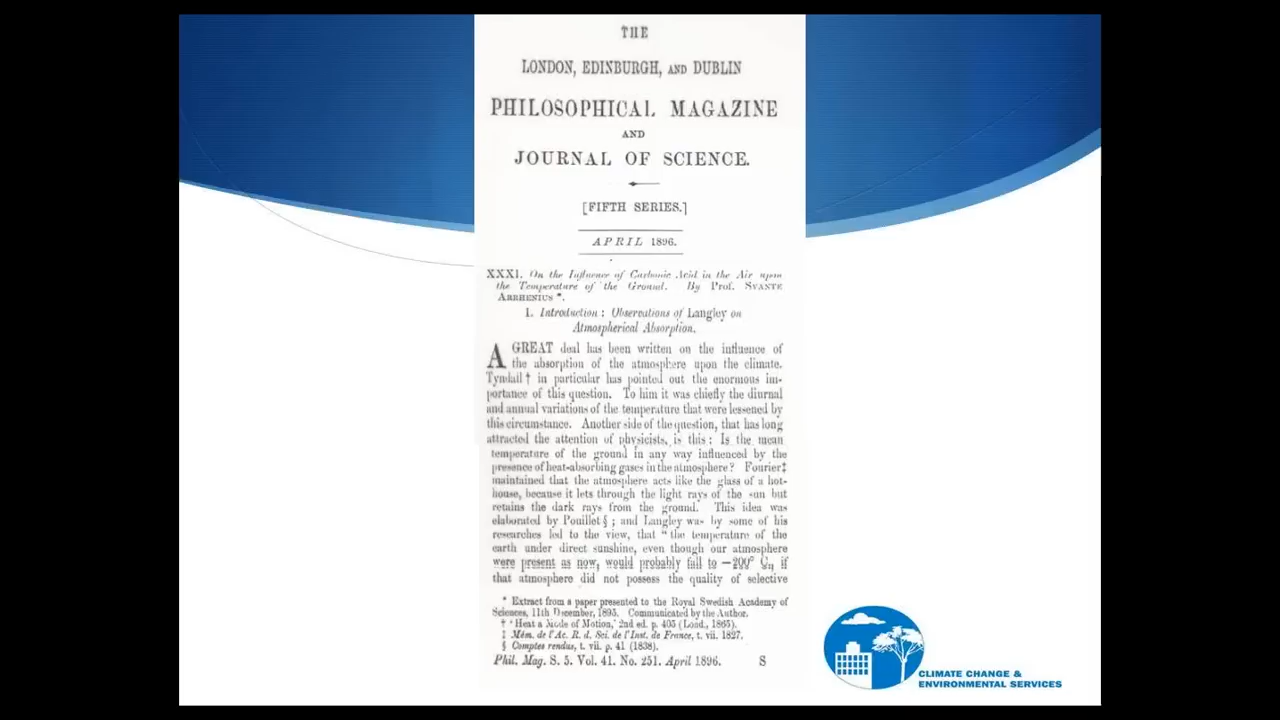 THE
LONDON, EDINBURGH, AND DUBLIN
PHILOSOPHICAL MAGAZINE
AND
JOURNAL OF SCIENCE.
[FIFTH SERIES.]
APRIL 1896.
XXXI. On the Influence of Carbonic Acid in the Air upon
the Temperature of the Ground. By Prof. SVANTE
ARRHENIUS *.
1. Introduction : Observations of Langley on
Atmospherical Absorption.
A GREAT deal has been written on the influence of
the absorption of the atmosphere upon the climate.
Tyndall † in particular has pointed out the enormous im-
portance of this question. To him it was chiefly the diurnal
and annual variations of the temperature that were lessened by
this circumstance. Another side of the question, that has long
attracted the attention of physicists, is this : Is the mean
temperature of the ground in any way influenced by the
presence of heat-absorbing gases in the atmosphere? Fourier‡
maintained that the atmosphere acts like the glass of a hot-
house, because it lets through the light rays of the sun but
retains the dark rays from the ground. This idea was
elaborated by Pouillet § ; and Langley was by some of his
researches led to the view, that “the temperature of the
earth under direct sunshine, even though our atmosphere
were present as now, would probably fall to −200° C., if
that atmosphere did not possess the quality of selective
* Extract from a paper presented to the Royal Swedish Academy of
Sciences, 11th December, 1895. Communicated by the Author.
† ‘Heat a Mode of Motion,’ 2nd ed. p. 405 (Lond., 1865).
‡ Mém. de l’Ac. R. d. Sci. de l’Inst. de France, t. vii. 1827.
§ Comptes rendus, t. vii. p. 41 (1838).
Phil. Mag. S. 5. Vol. 41. No. 251. April 1896. S
CLIMATE CHANGE &
ENVIRONMENTAL SERVICES